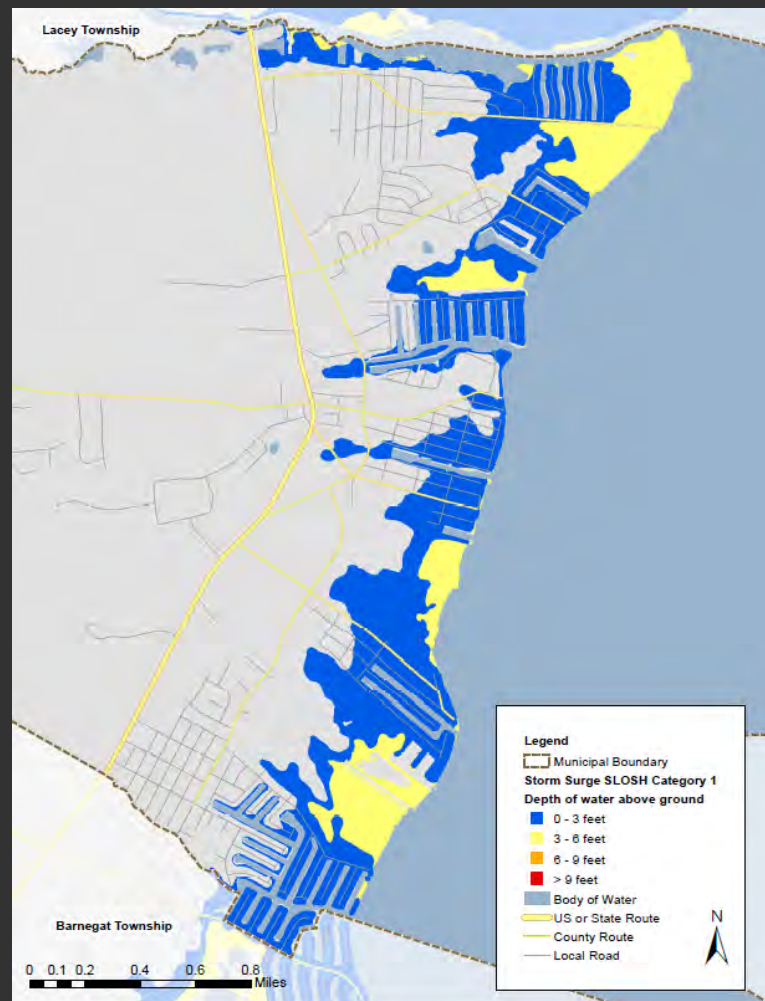 Lacey Township
Legend
Municipal Boundary
Storm Surge SLOSH Category 1
Depth of water above ground
0 - 3 feet
3 - 6 feet
6 - 9 feet
> 9 feet
Body of Water
US or State Route
County Route
Local Road
N
Barnegat Township
0 0.1 0.2 0.4 0.6 0.8
Miles